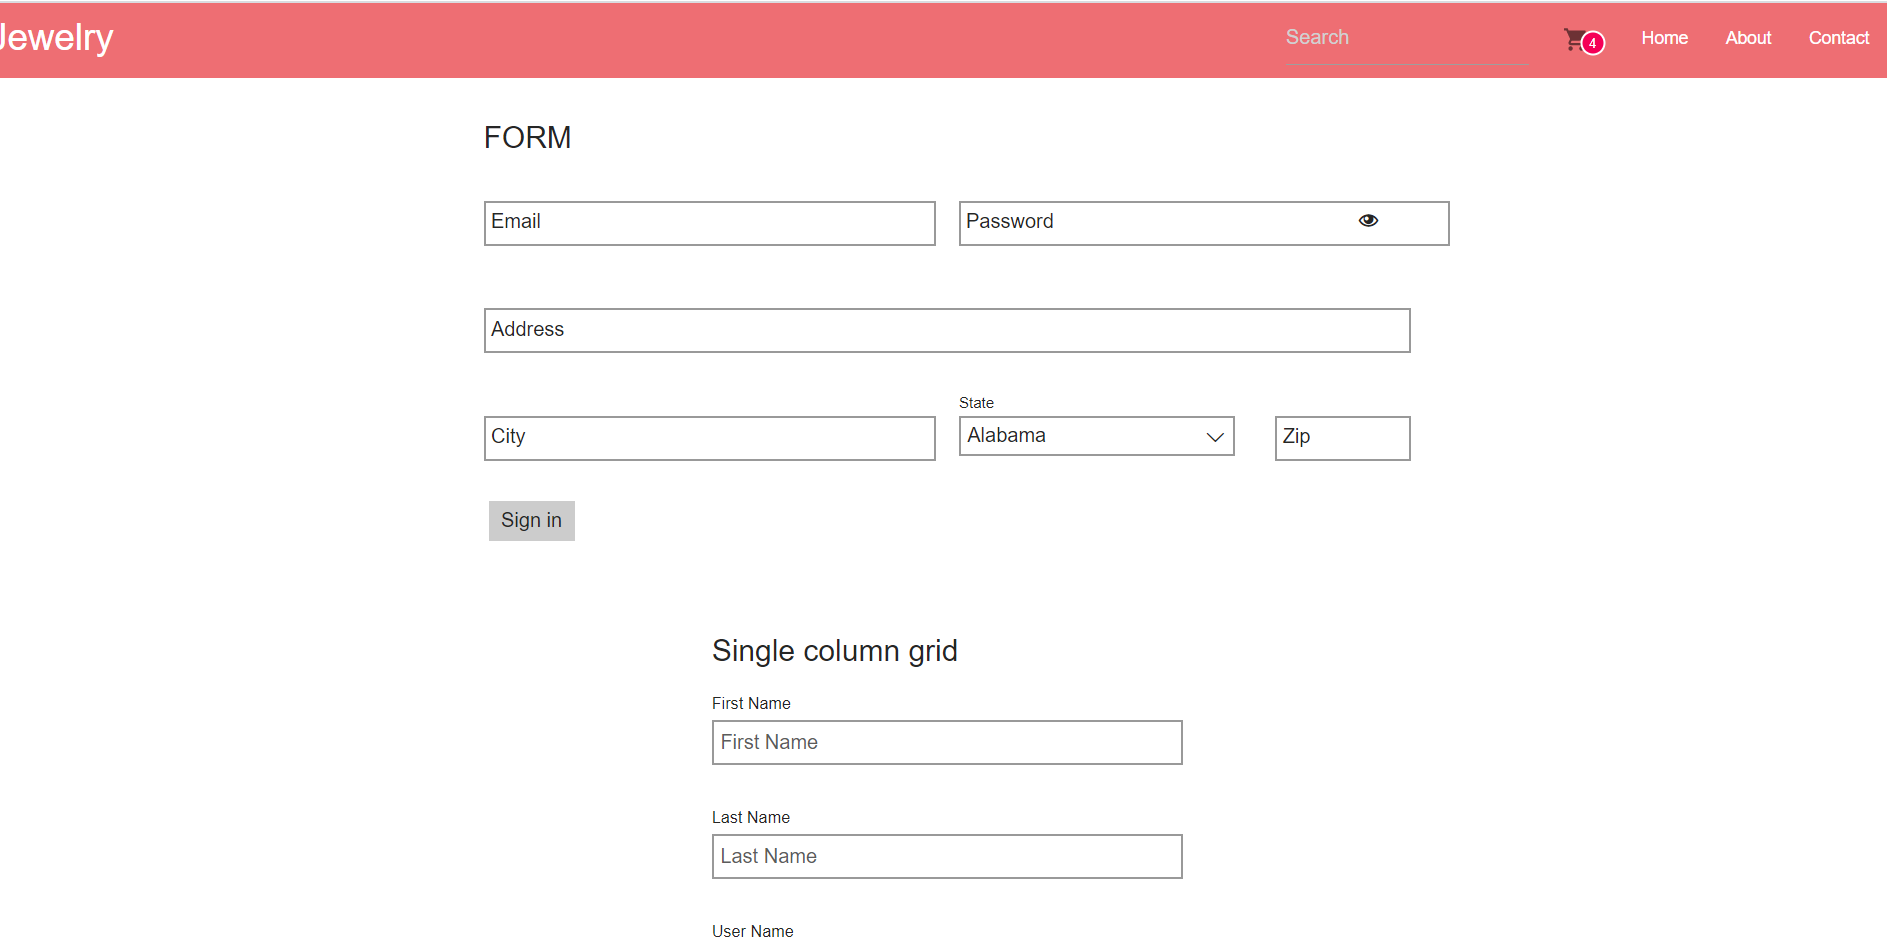 Jewelry Search 4 Home About Contact
FORM
Email Password
Address
State
City Alabama Zip
Sign in
Single column grid
First Name
First Name
Last Name
Last Name
User Name